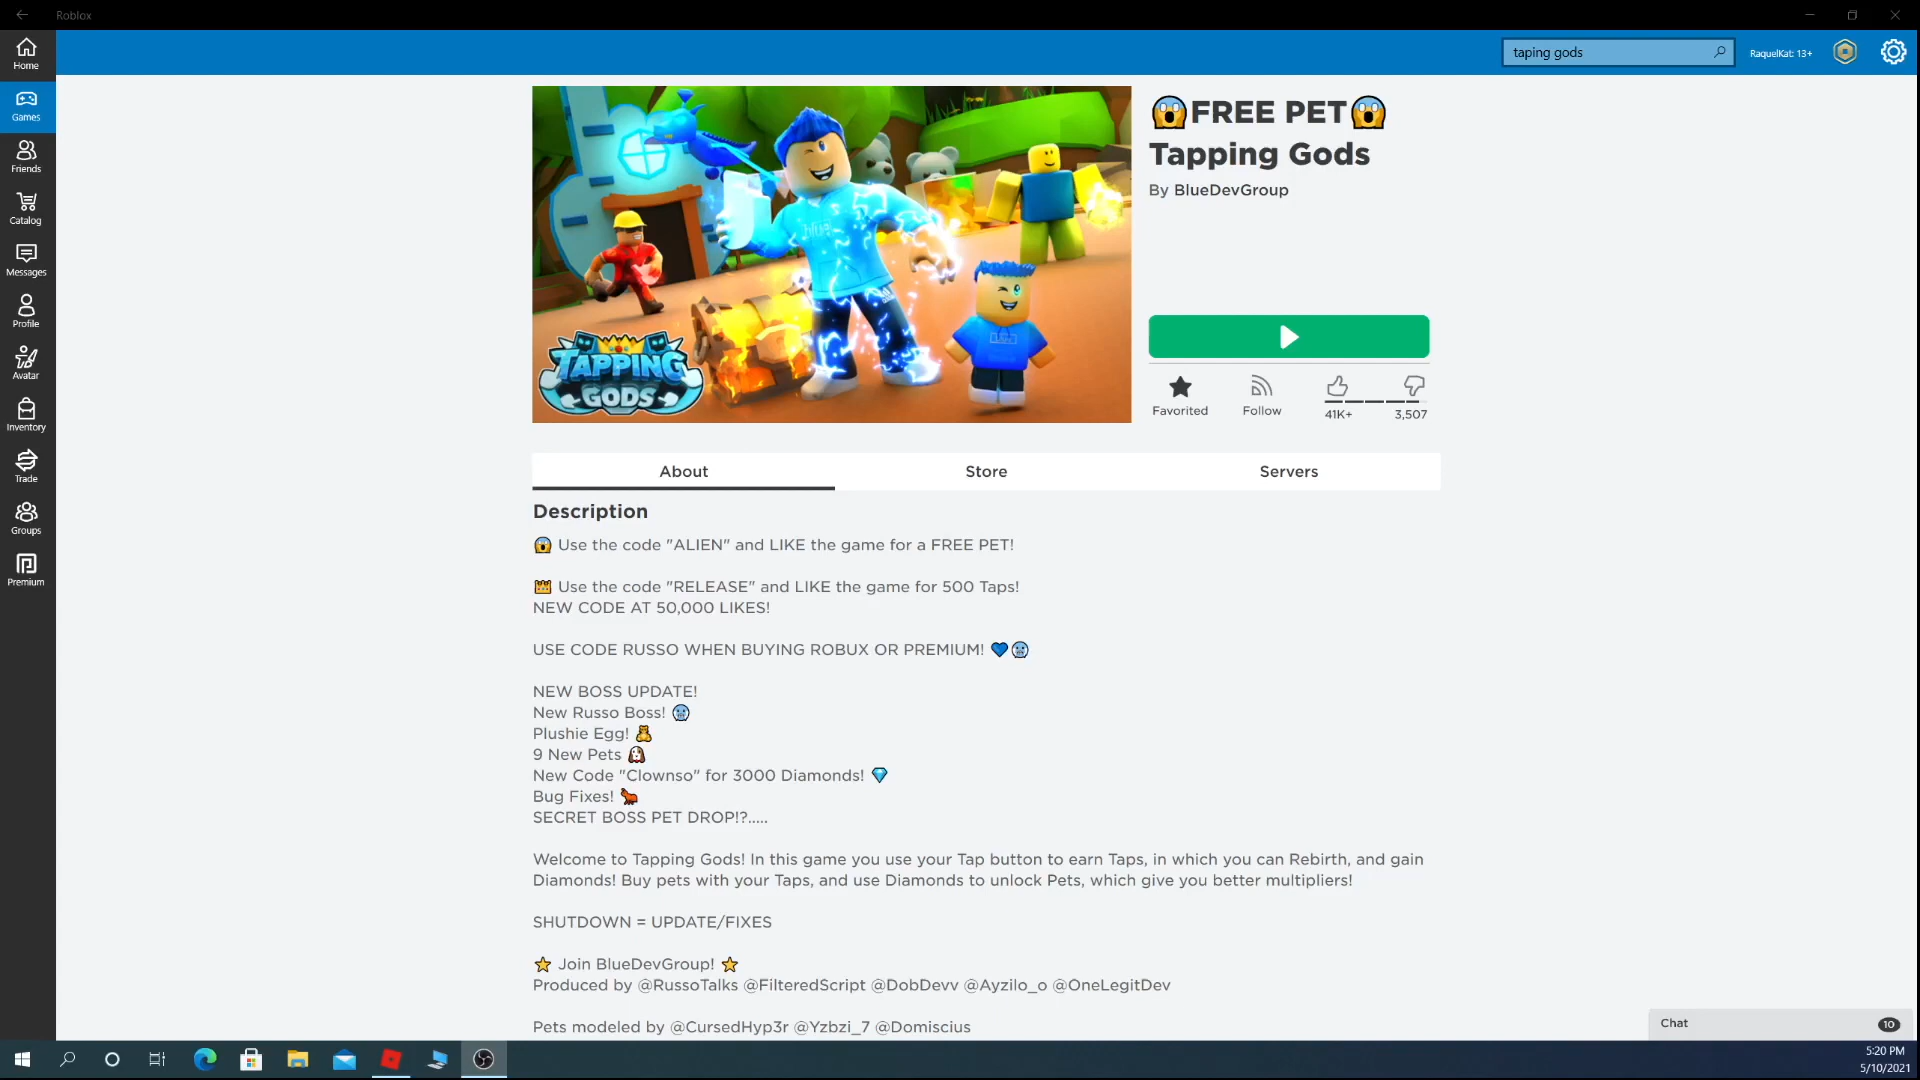 Roblox
taping gods
RaquelKat: 13+
Home
Games
Friends
Catalog
Messages
Profile
Avatar
Inventory
Trade
Groups
Premium
TAPPING
GODS
😱FREE PET😱
Tapping Gods
By BlueDevGroup
Favorited
Follow
41K+
3,507
About
Store
Servers
Description
😱 Use the code "ALIEN" and LIKE the game for a FREE PET!
👑 Use the code "RELEASE" and LIKE the game for 500 Taps!
NEW CODE AT 50,000 LIKES!
USE CODE RUSSO WHEN BUYING ROBUX OR PREMIUM! 💙🥶
NEW BOSS UPDATE!
New Russo Boss! 🥶
Plushie Egg! 🧸
9 New Pets 🐶
New Code "Clownso" for 3000 Diamonds! 💎
Bug Fixes! 🐛
SECRET BOSS PET DROP!?.....
Welcome to Tapping Gods! In this game you use your Tap button to earn Taps, in which you can Rebirth, and gain
Diamonds! Buy pets with your Taps, and use Diamonds to unlock Pets, which give you better multipliers!
SHUTDOWN = UPDATE/FIXES
⭐ Join BlueDevGroup! ⭐
Produced by @RussoTalks @FilteredScript @DobDevv @Ayzilo_o @OneLegitDev
Pets modeled by @CursedHyp3r @Yzbzi_7 @Domiscius
Chat
10
5:20 PM
5/10/2021